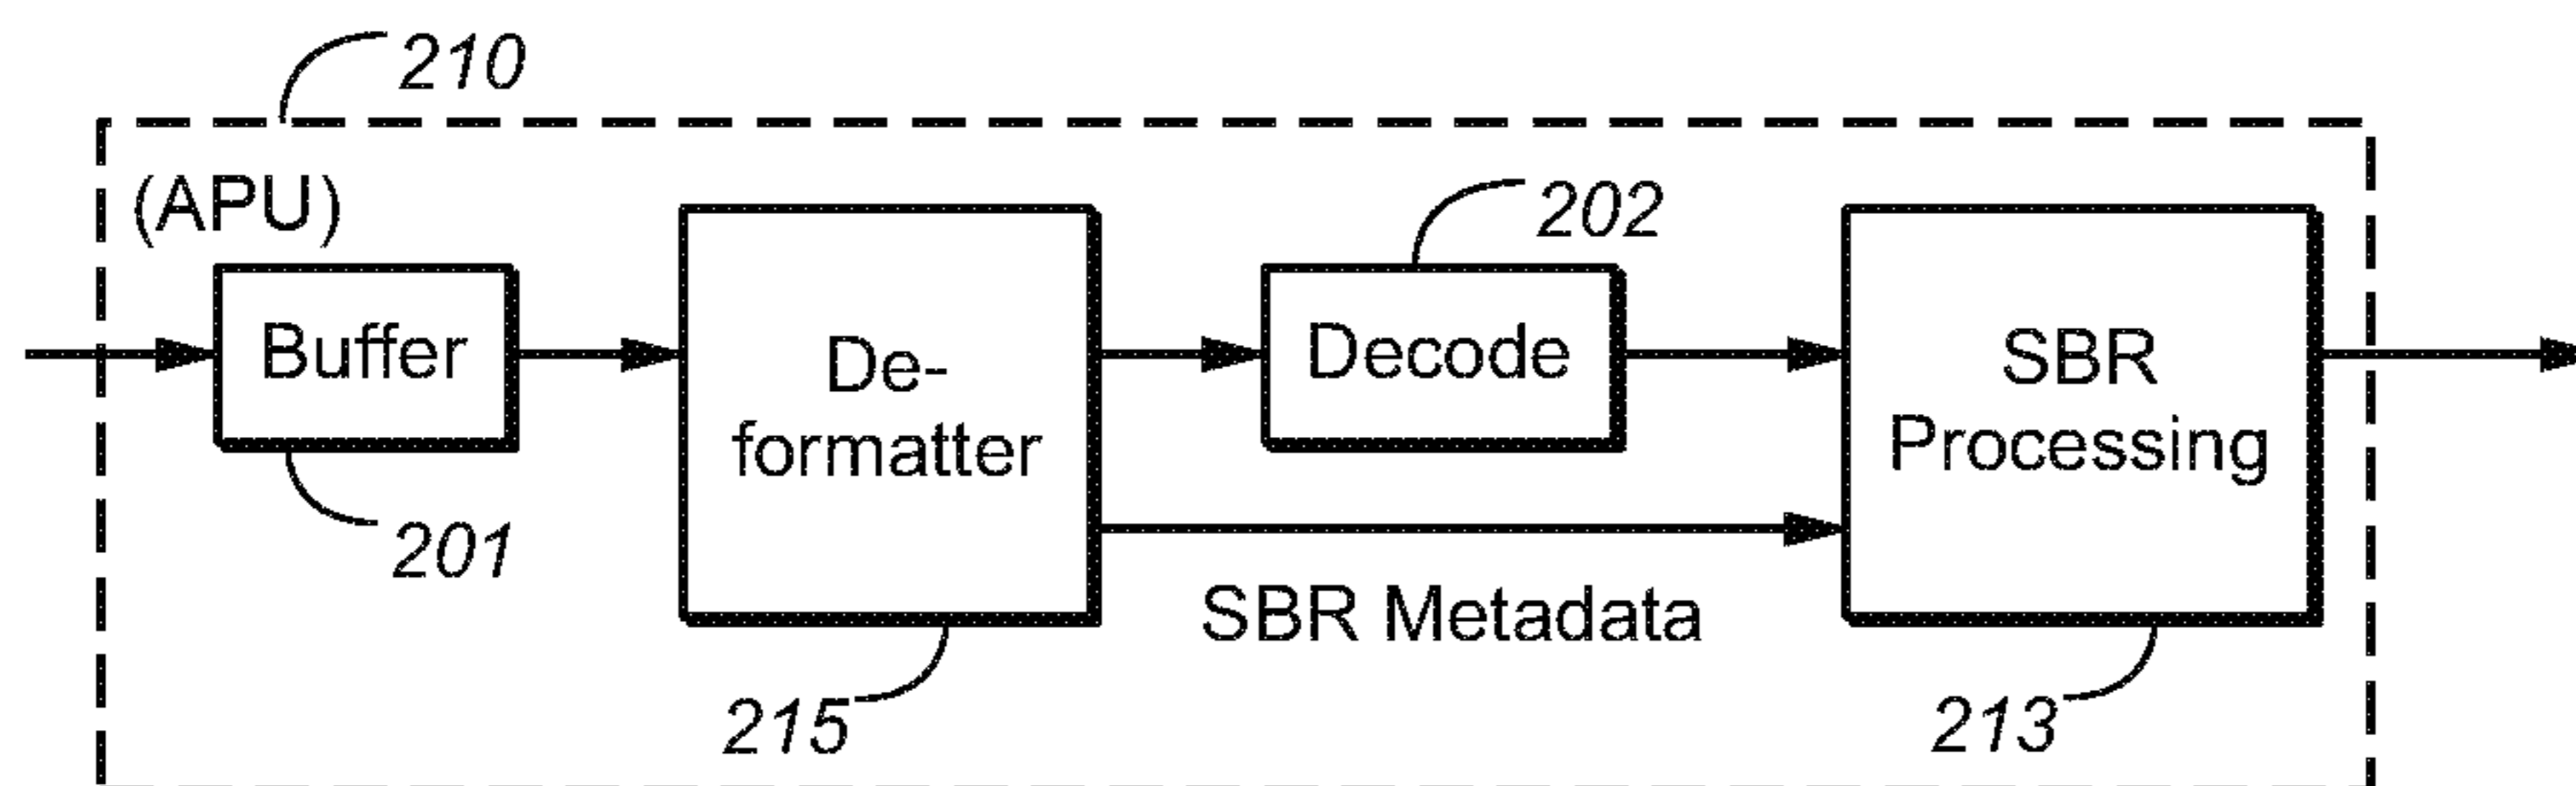 210
(APU)
202
Buffer
De-
formatter
Decode
SBR
Processing
201
SBR Metadata
215
213